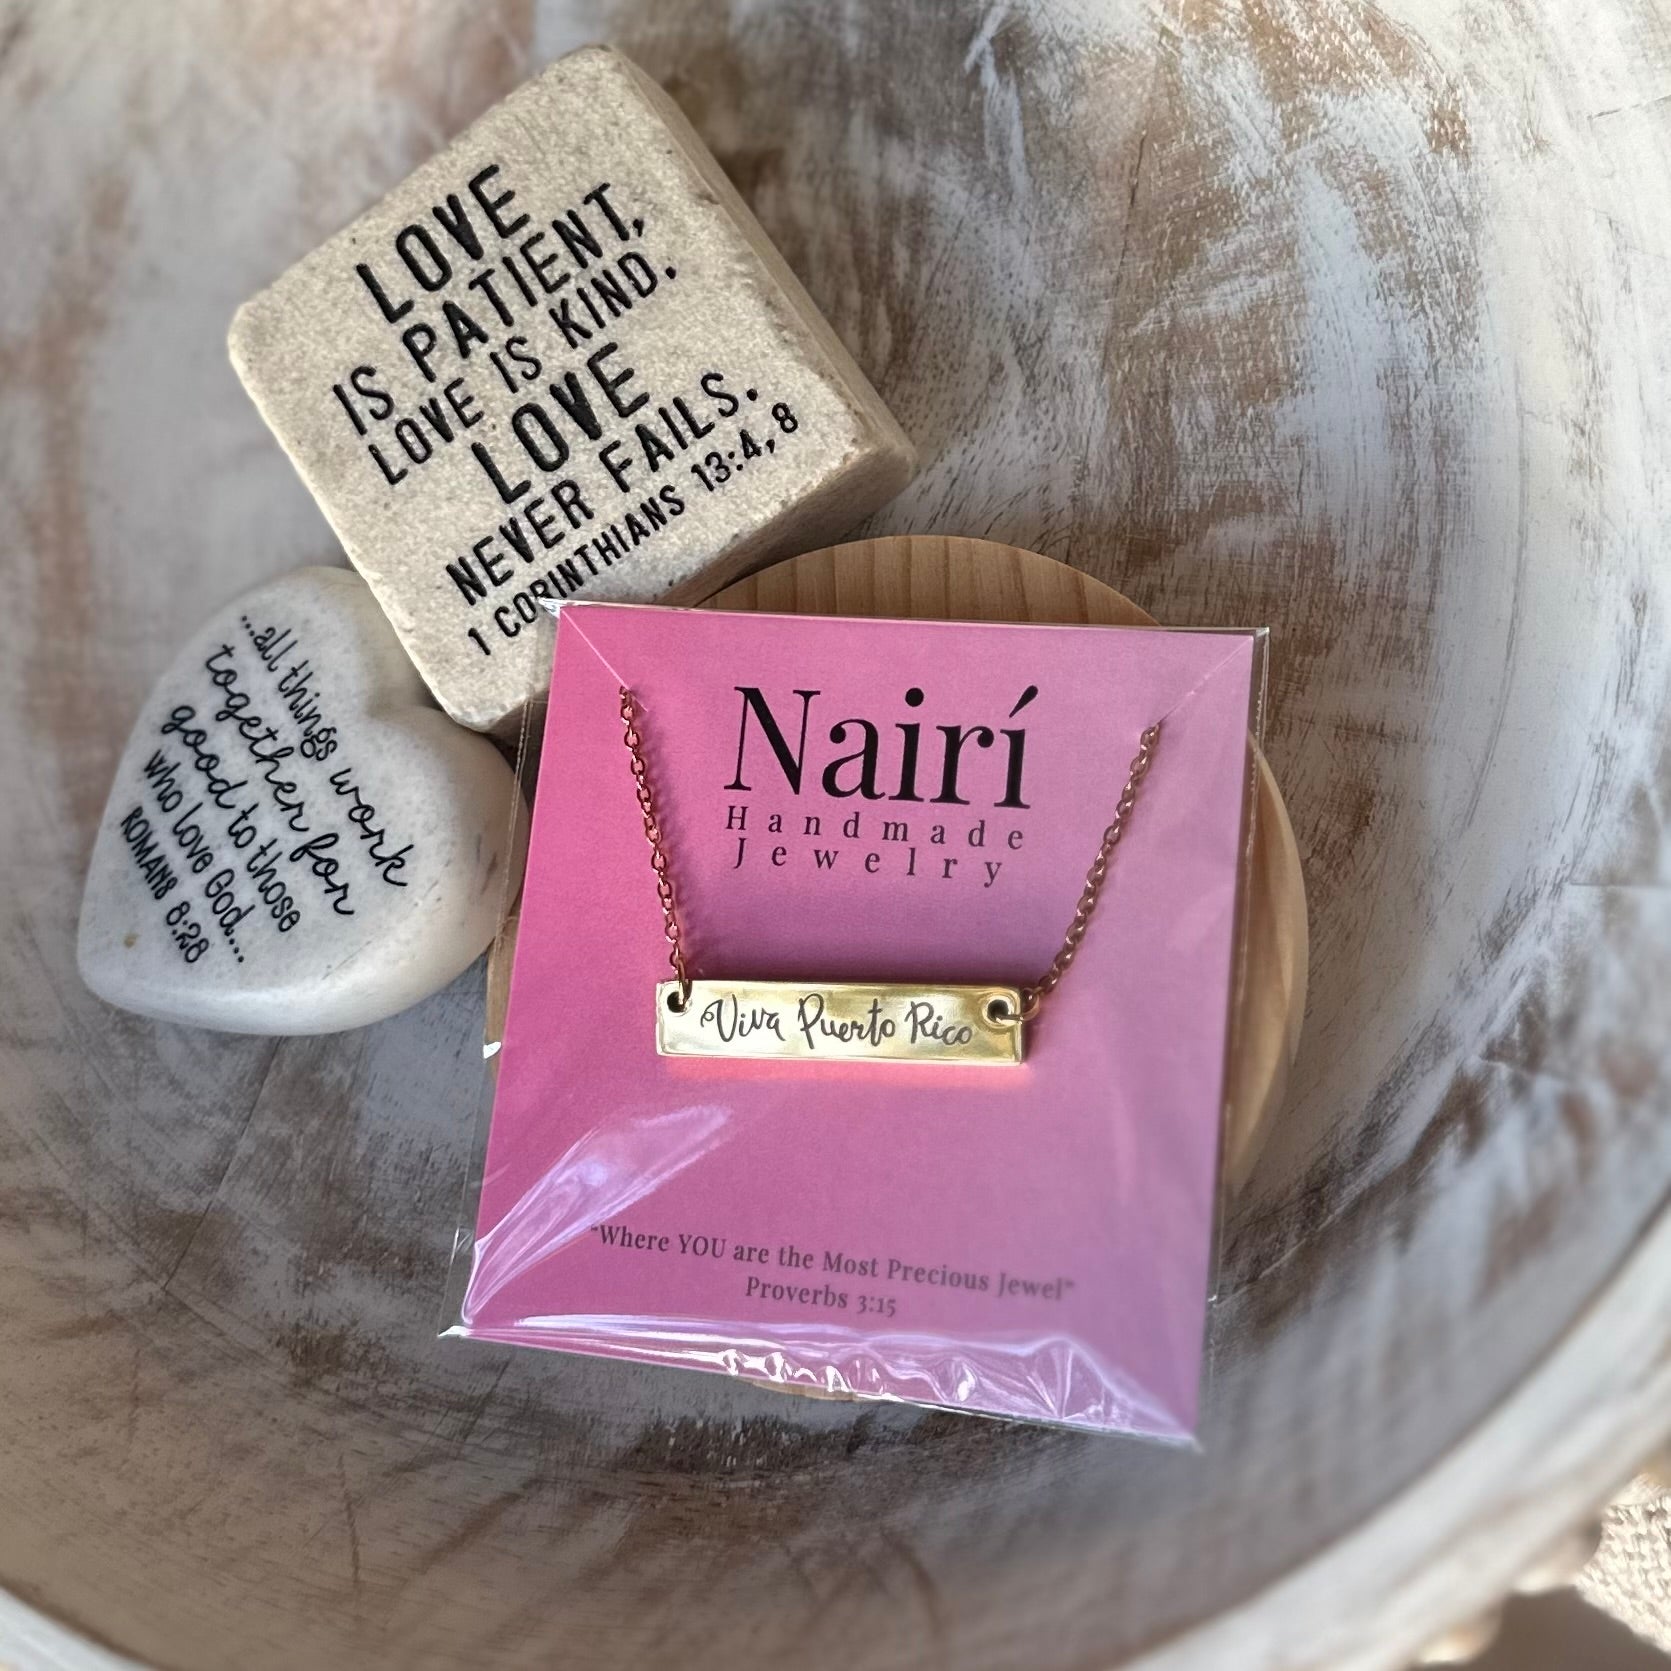 LOVE
IS PATIENT,
LOVE IS KIND.
LOVE
NEVER FAILS.
1 CORINTHIANS 13:4, 8
...all things work
together for
good to those
who love God...
ROMANS 8:28
Nairí
Handmade
Jewelry
Viva Puerto Rico
"Where YOU are the Most Precious Jewel"
Proverbs 3:15